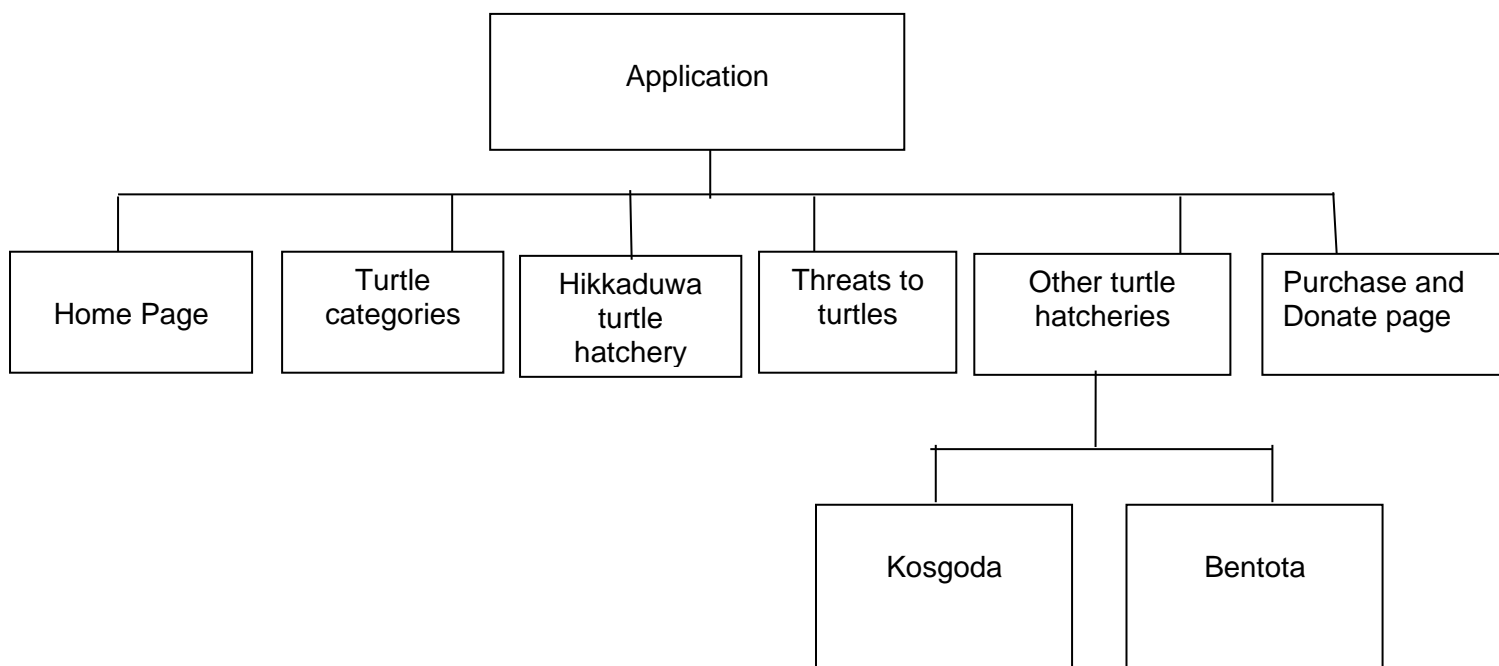 Application
Home Page
Turtle
categories
Hikkaduwa
turtle
hatchery
Threats to
turtles
Other turtle
hatcheries
Purchase and
Donate page
Kosgoda
Bentota